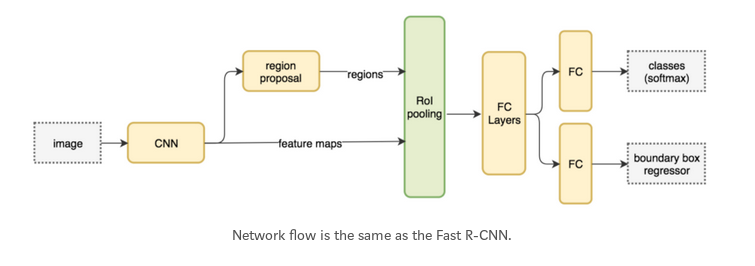 image
CNN
region
proposal
regions
feature maps
RoI
pooling
FC
Layers
FC
classes
(softmax)
FC
boundary box
regressor
Network flow is the same as the Fast R-CNN.